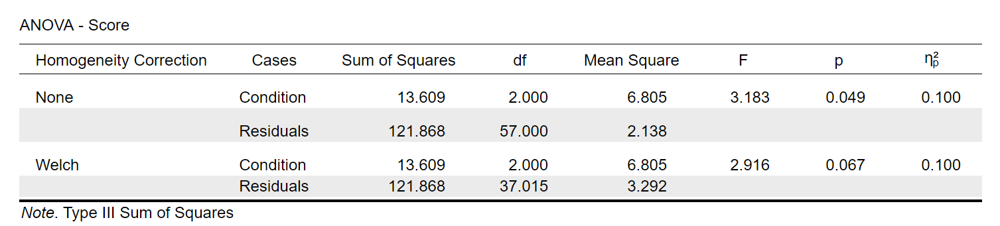 ANOVA - Score
Homogeneity Correction Cases Sum of Squares df Mean Square F p η²p
None Condition 13.609 2.000 6.805 3.183 0.049 0.100
Residuals 121.868 57.000 2.138
Welch Condition 13.609 2.000 6.805 2.916 0.067 0.100
Residuals 121.868 37.015 3.292
Note. Type III Sum of Squares